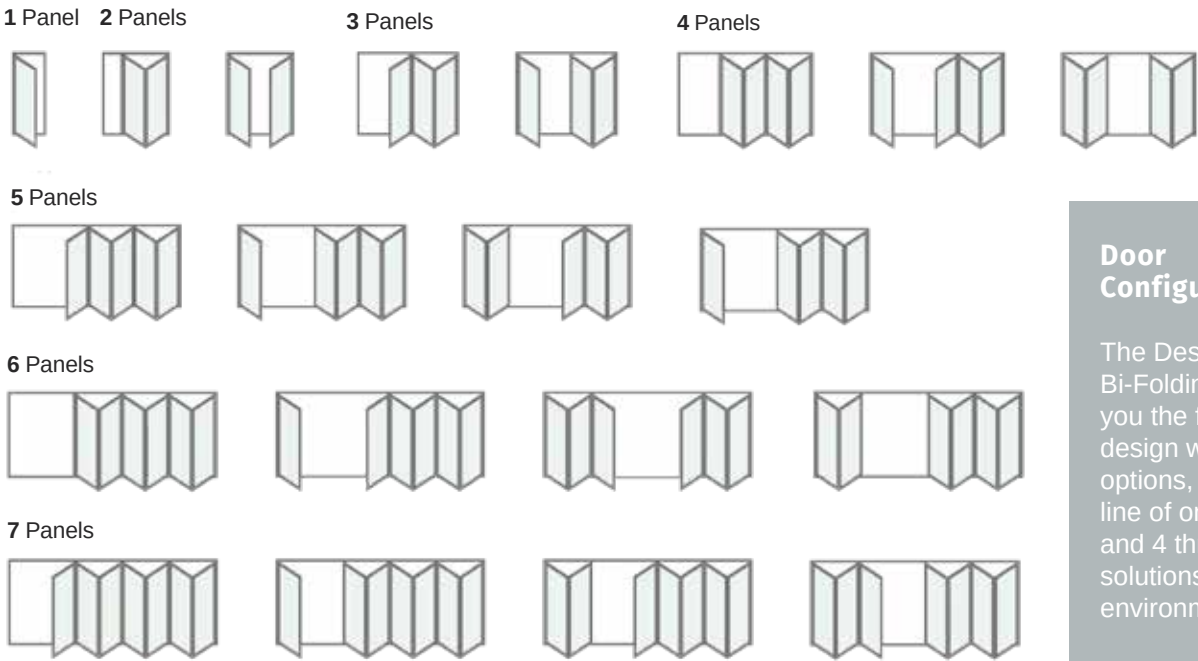 1 Panel 2 Panels
3 Panels
4 Panels
5 Panels
6 Panels
7 Panels
Door
Configu
The Des
Bi-Foldin
you the
design w
options,
line of o
and 4 th
solutions
environm